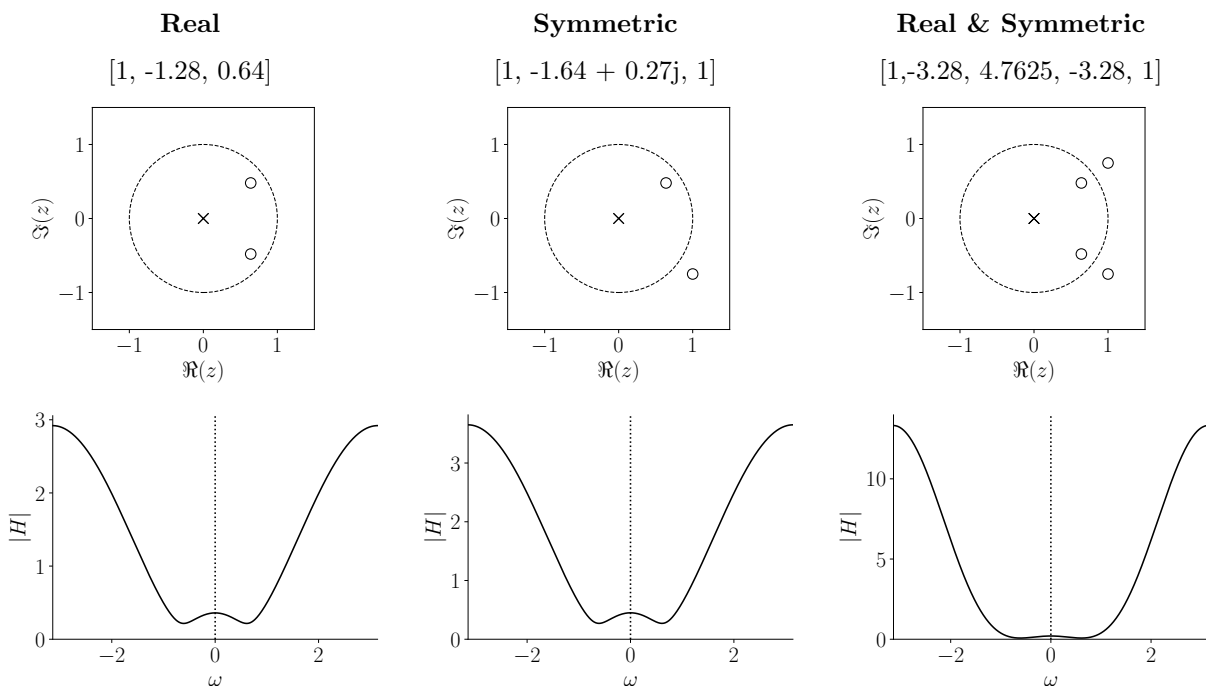 Real Symmetric Real & Symmetric
[1, -1.28, 0.64] [1, -1.64 + 0.27j, 1] [1,-3.28, 4.7625, -3.28, 1]
1 1 1
ℑ(z) 0 ℑ(z) 0 ℑ(z) 0
−1 −1 −1
−1 0 1 −1 0 1 −1 0 1
ℜ(z) ℜ(z) ℜ(z)
3
3 10
2
|H| |H| 2 |H|
5
1 1
0 0 0
−2 0 2 −2 0 2 −2 0 2
ω ω ω